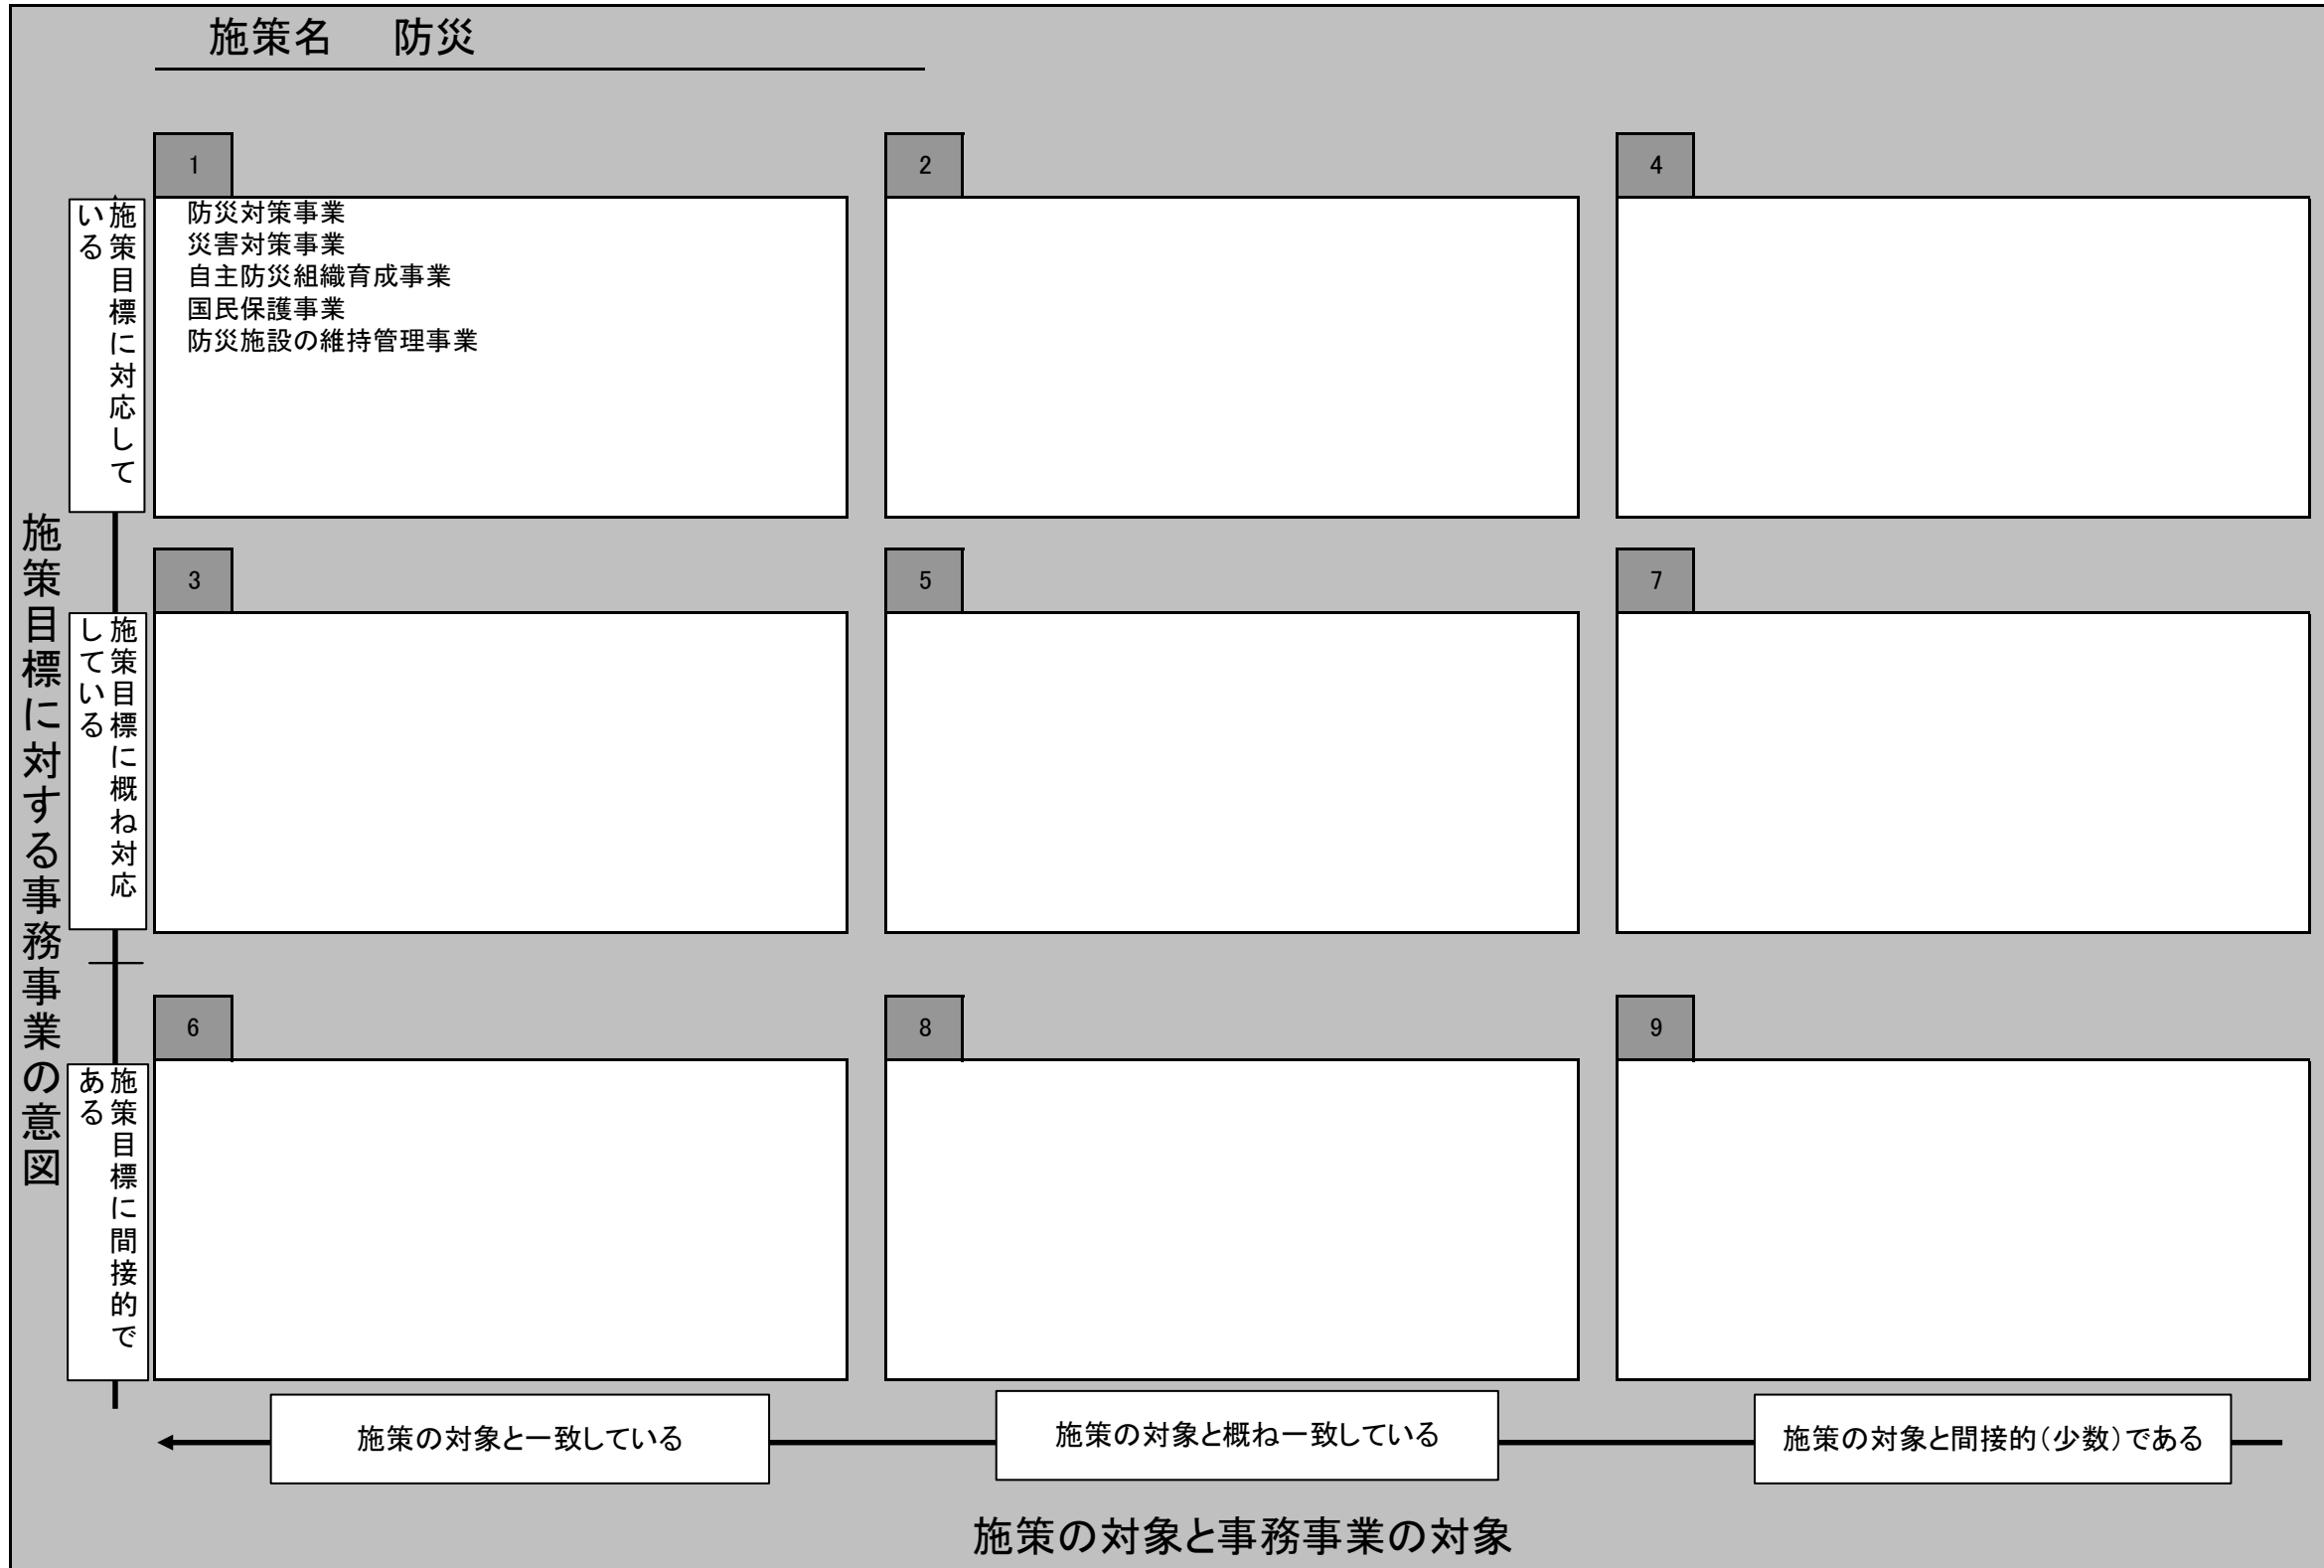 施策名 防災
1
2
4
防災対策事業
災害対策事業
自主防災組織育成事業
国民保護事業
防災施設の維持管理事業
施策目標に対応して
いる
施策目標に対する事務事業の意図
3
5
7
施策目標に概ね対応
している
6
8
9
施策目標に間接的で
ある
施策の対象と一致している
施策の対象と概ね一致している
施策の対象と間接的(少数)である
施策の対象と事務事業の対象